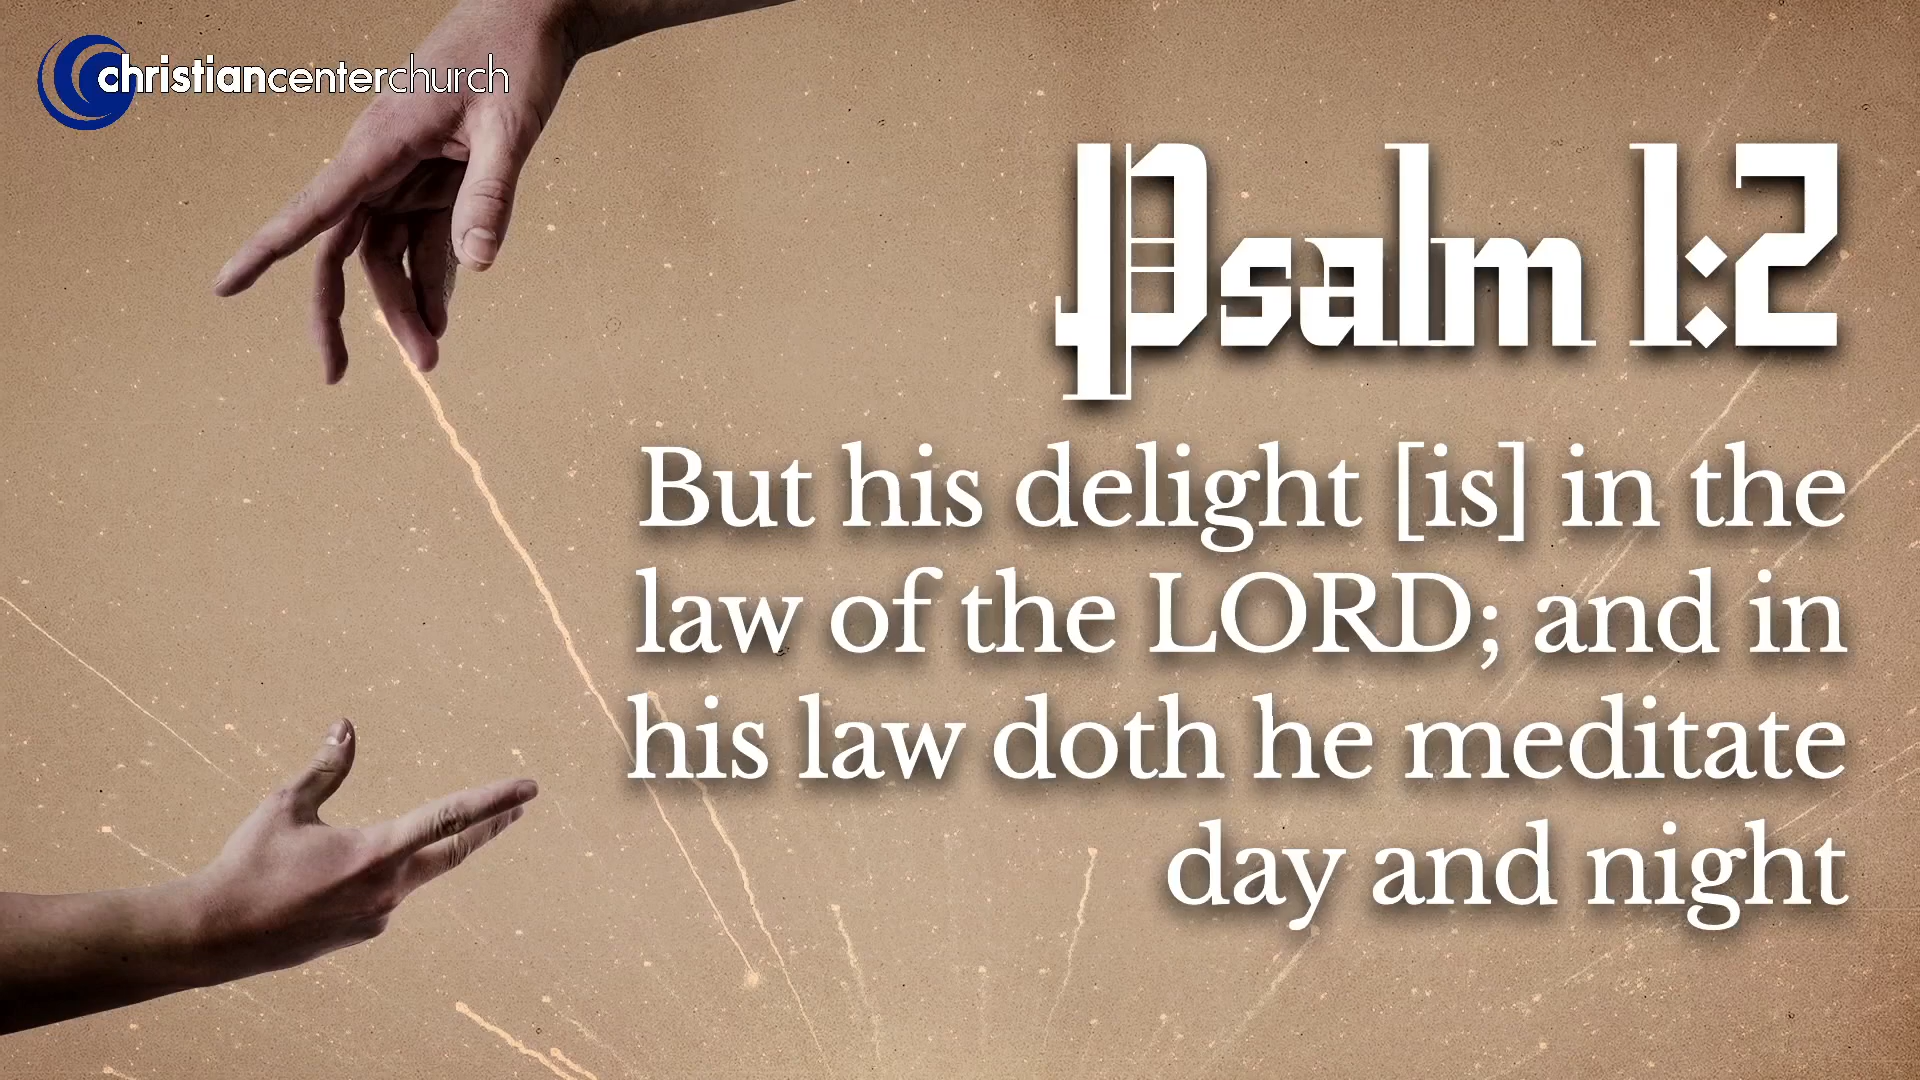 christiancenterchurch
Psalm 1:2
But his delight [is] in the
law of the LORD; and in
his law doth he meditate
day and night